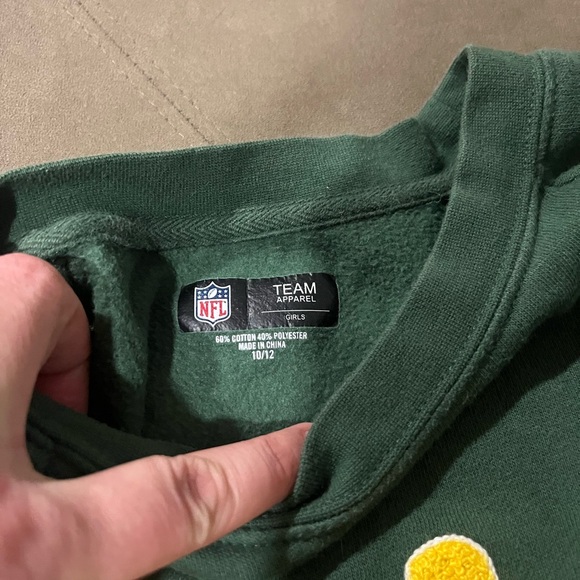 NFL
TEAM
APPAREL
GIRLS
60% COTTON 40% POLYESTER
MADE IN CHINA
10/12